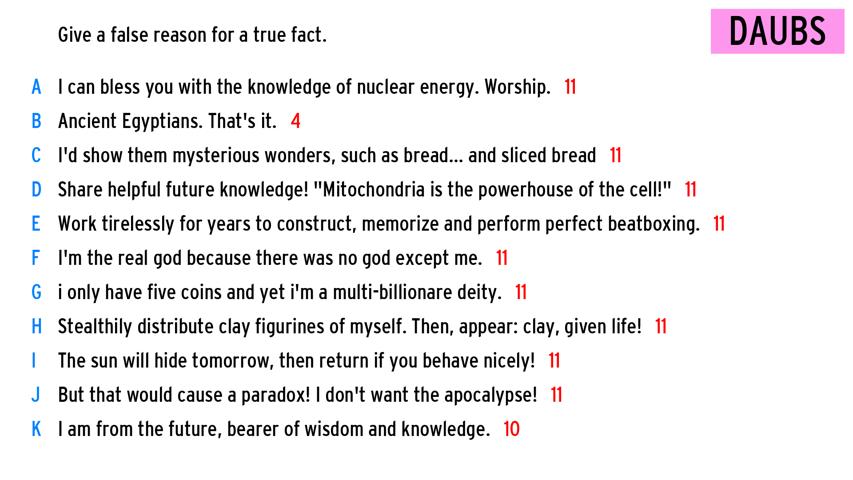 Give a false reason for a true fact.
DAUBS
A I can bless you with the knowledge of nuclear energy. Worship. 11
B Ancient Egyptians. That's it. 4
C I'd show them mysterious wonders, such as bread... and sliced bread 11
D Share helpful future knowledge! "Mitochondria is the powerhouse of the cell!" 11
E Work tirelessly for years to construct, memorize and perform perfect beatboxing. 11
F I'm the real god because there was no god except me. 11
G i only have five coins and yet i'm a multi-billionare deity. 11
H Stealthily distribute clay figurines of myself. Then, appear: clay, given life! 11
I The sun will hide tomorrow, then return if you behave nicely! 11
J But that would cause a paradox! I don't want the apocalypse! 11
K I am from the future, bearer of wisdom and knowledge. 10